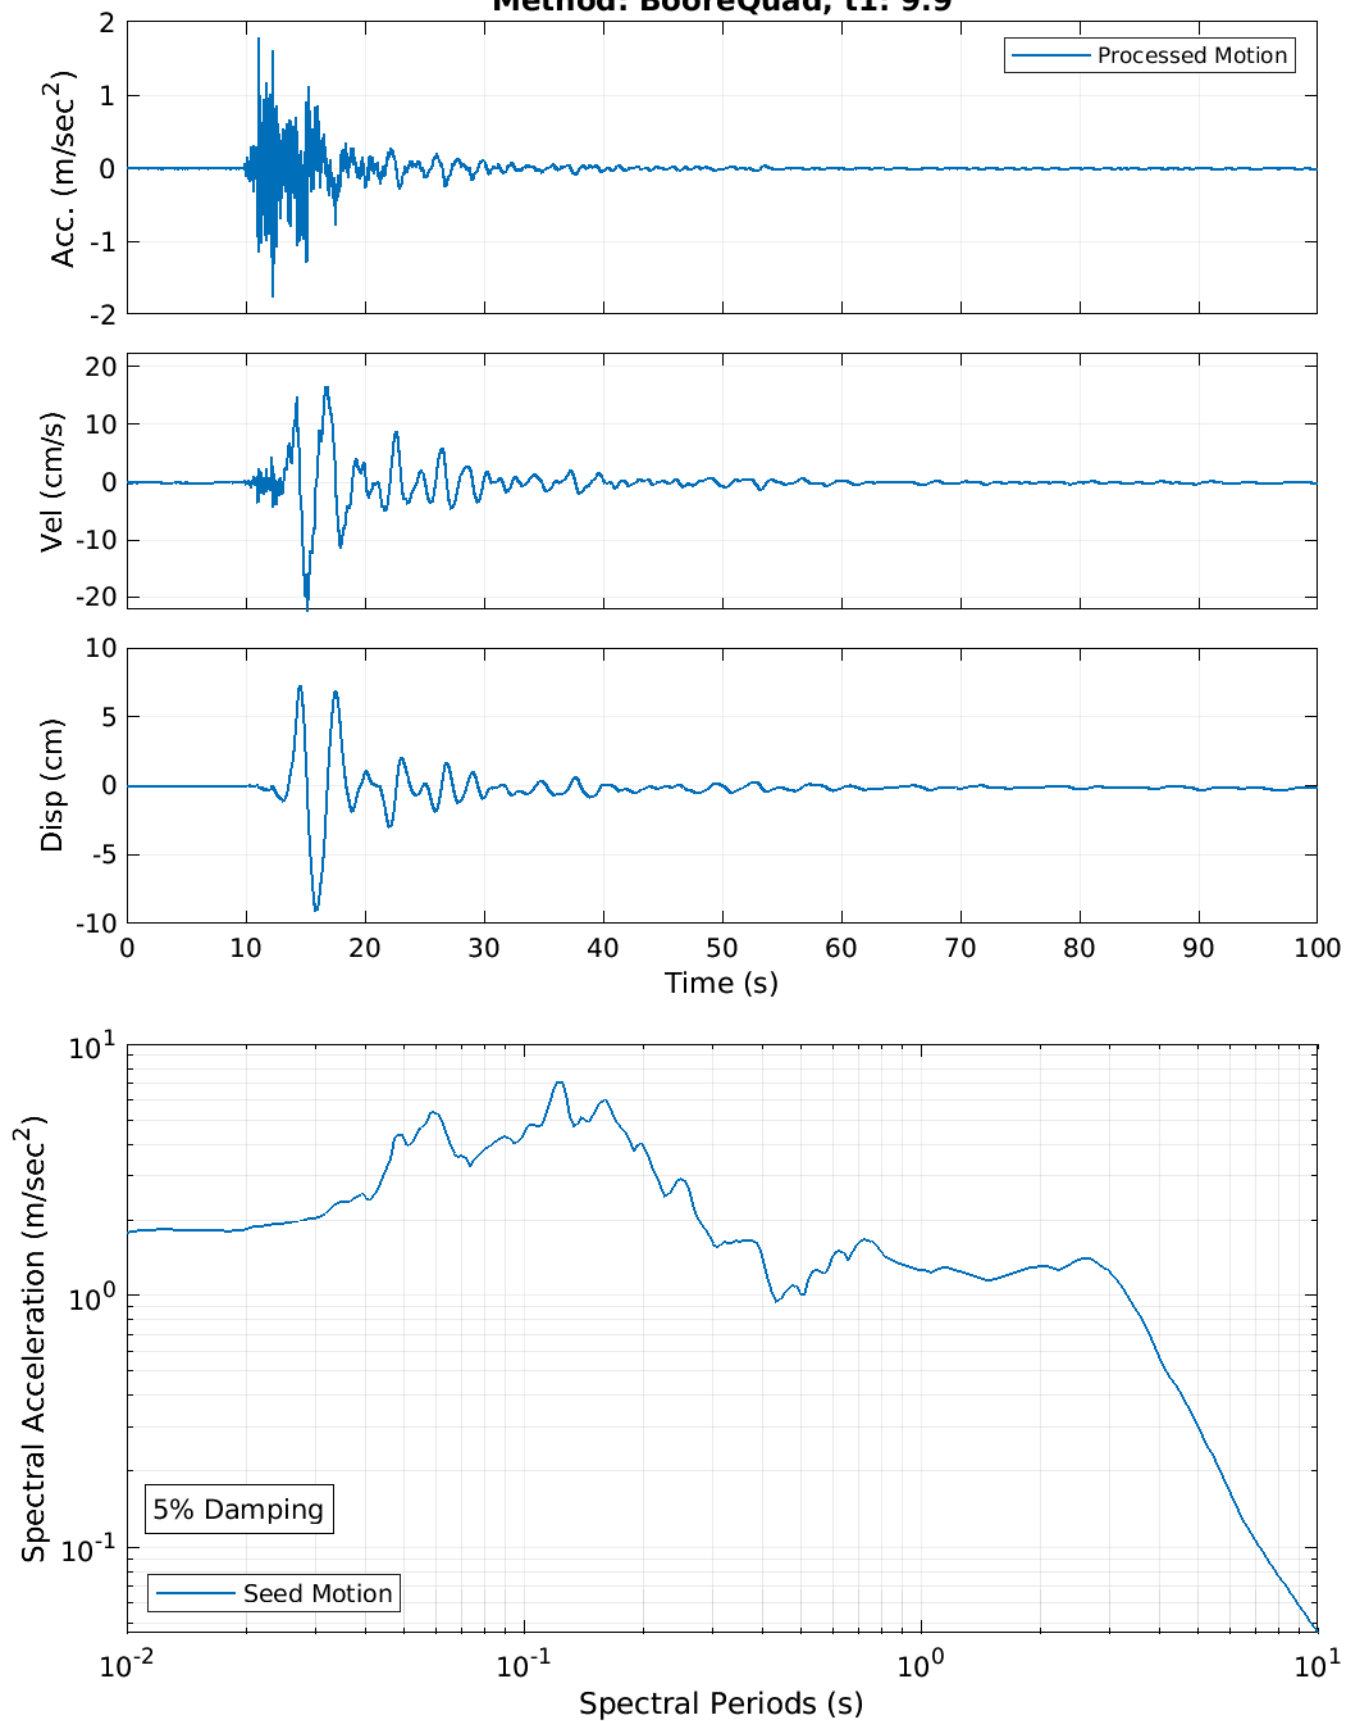 Method: BooreQuad, t1: 9.9
2
1
0
-1
-2
Acc. (m/sec²)
Processed Motion
20
10
0
-10
-20
Vel (cm/s)
10
5
0
-5
-10
Disp (cm)
0 10 20 30 40 50 60 70 80 90 100
Time (s)
10¹
10⁰
10⁻¹
Spectral Acceleration (m/sec²)
5% Damping
Seed Motion
10⁻² 10⁻¹ 10⁰ 10¹
Spectral Periods (s)